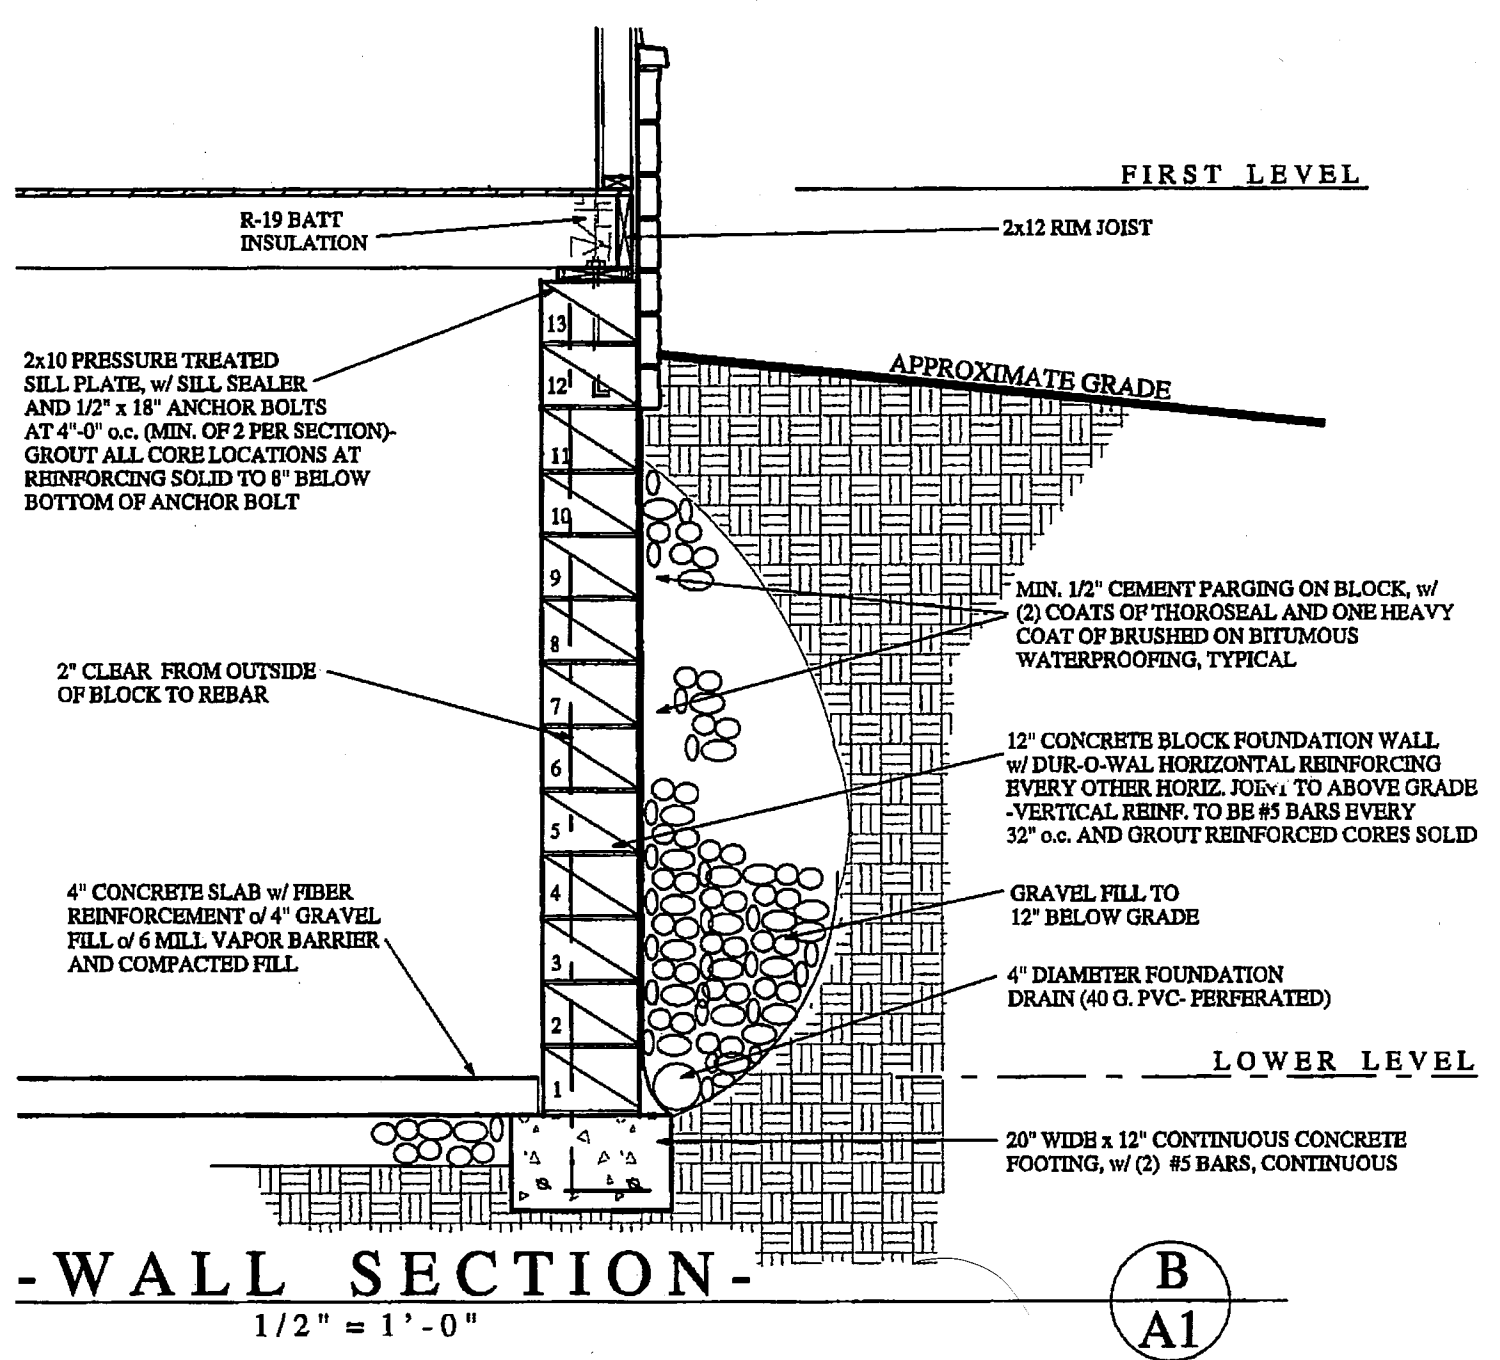 FIRST LEVEL
R-19 BATT
INSULATION
2x12 RIM JOIST
2x10 PRESSURE TREATED
SILL PLATE, w/ SILL SEALER
AND 1/2" x 18" ANCHOR BOLTS
AT 4"-0" o.c. (MIN. OF 2 PER SECTION)-
GROUT ALL CORE LOCATIONS AT
REINFORCING SOLID TO 8" BELOW
BOTTOM OF ANCHOR BOLT
APPROXIMATE GRADE
13
12
11
10
9
8
7
6
5
4
3
2
1
MIN. 1/2" CEMENT PARGING ON BLOCK, w/
(2) COATS OF THOROSEAL AND ONE HEAVY
COAT OF BRUSHED ON BITUMOUS
WATERPROOFING, TYPICAL
2" CLEAR FROM OUTSIDE
OF BLOCK TO REBAR
12" CONCRETE BLOCK FOUNDATION WALL
w/ DUR-O-WAL HORIZONTAL REINFORCING
EVERY OTHER HORIZ. JOINT TO ABOVE GRADE
-VERTICAL REINF. TO BE #5 BARS EVERY
32" o.c. AND GROUT REINFORCED CORES SOLID
4" CONCRETE SLAB w/ FIBER
REINFORCEMENT o/ 4" GRAVEL
FILL o/ 6 MILL VAPOR BARRIER
AND COMPACTED FILL
GRAVEL FILL TO
12" BELOW GRADE
4" DIAMETER FOUNDATION
DRAIN (40 G. PVC- PERFERATED)
LOWER LEVEL
20" WIDE x 12" CONTINUOUS CONCRETE
FOOTING, w/ (2) #5 BARS, CONTINUOUS
-WALL SECTION-
1/2" = 1'-0"
B
A1